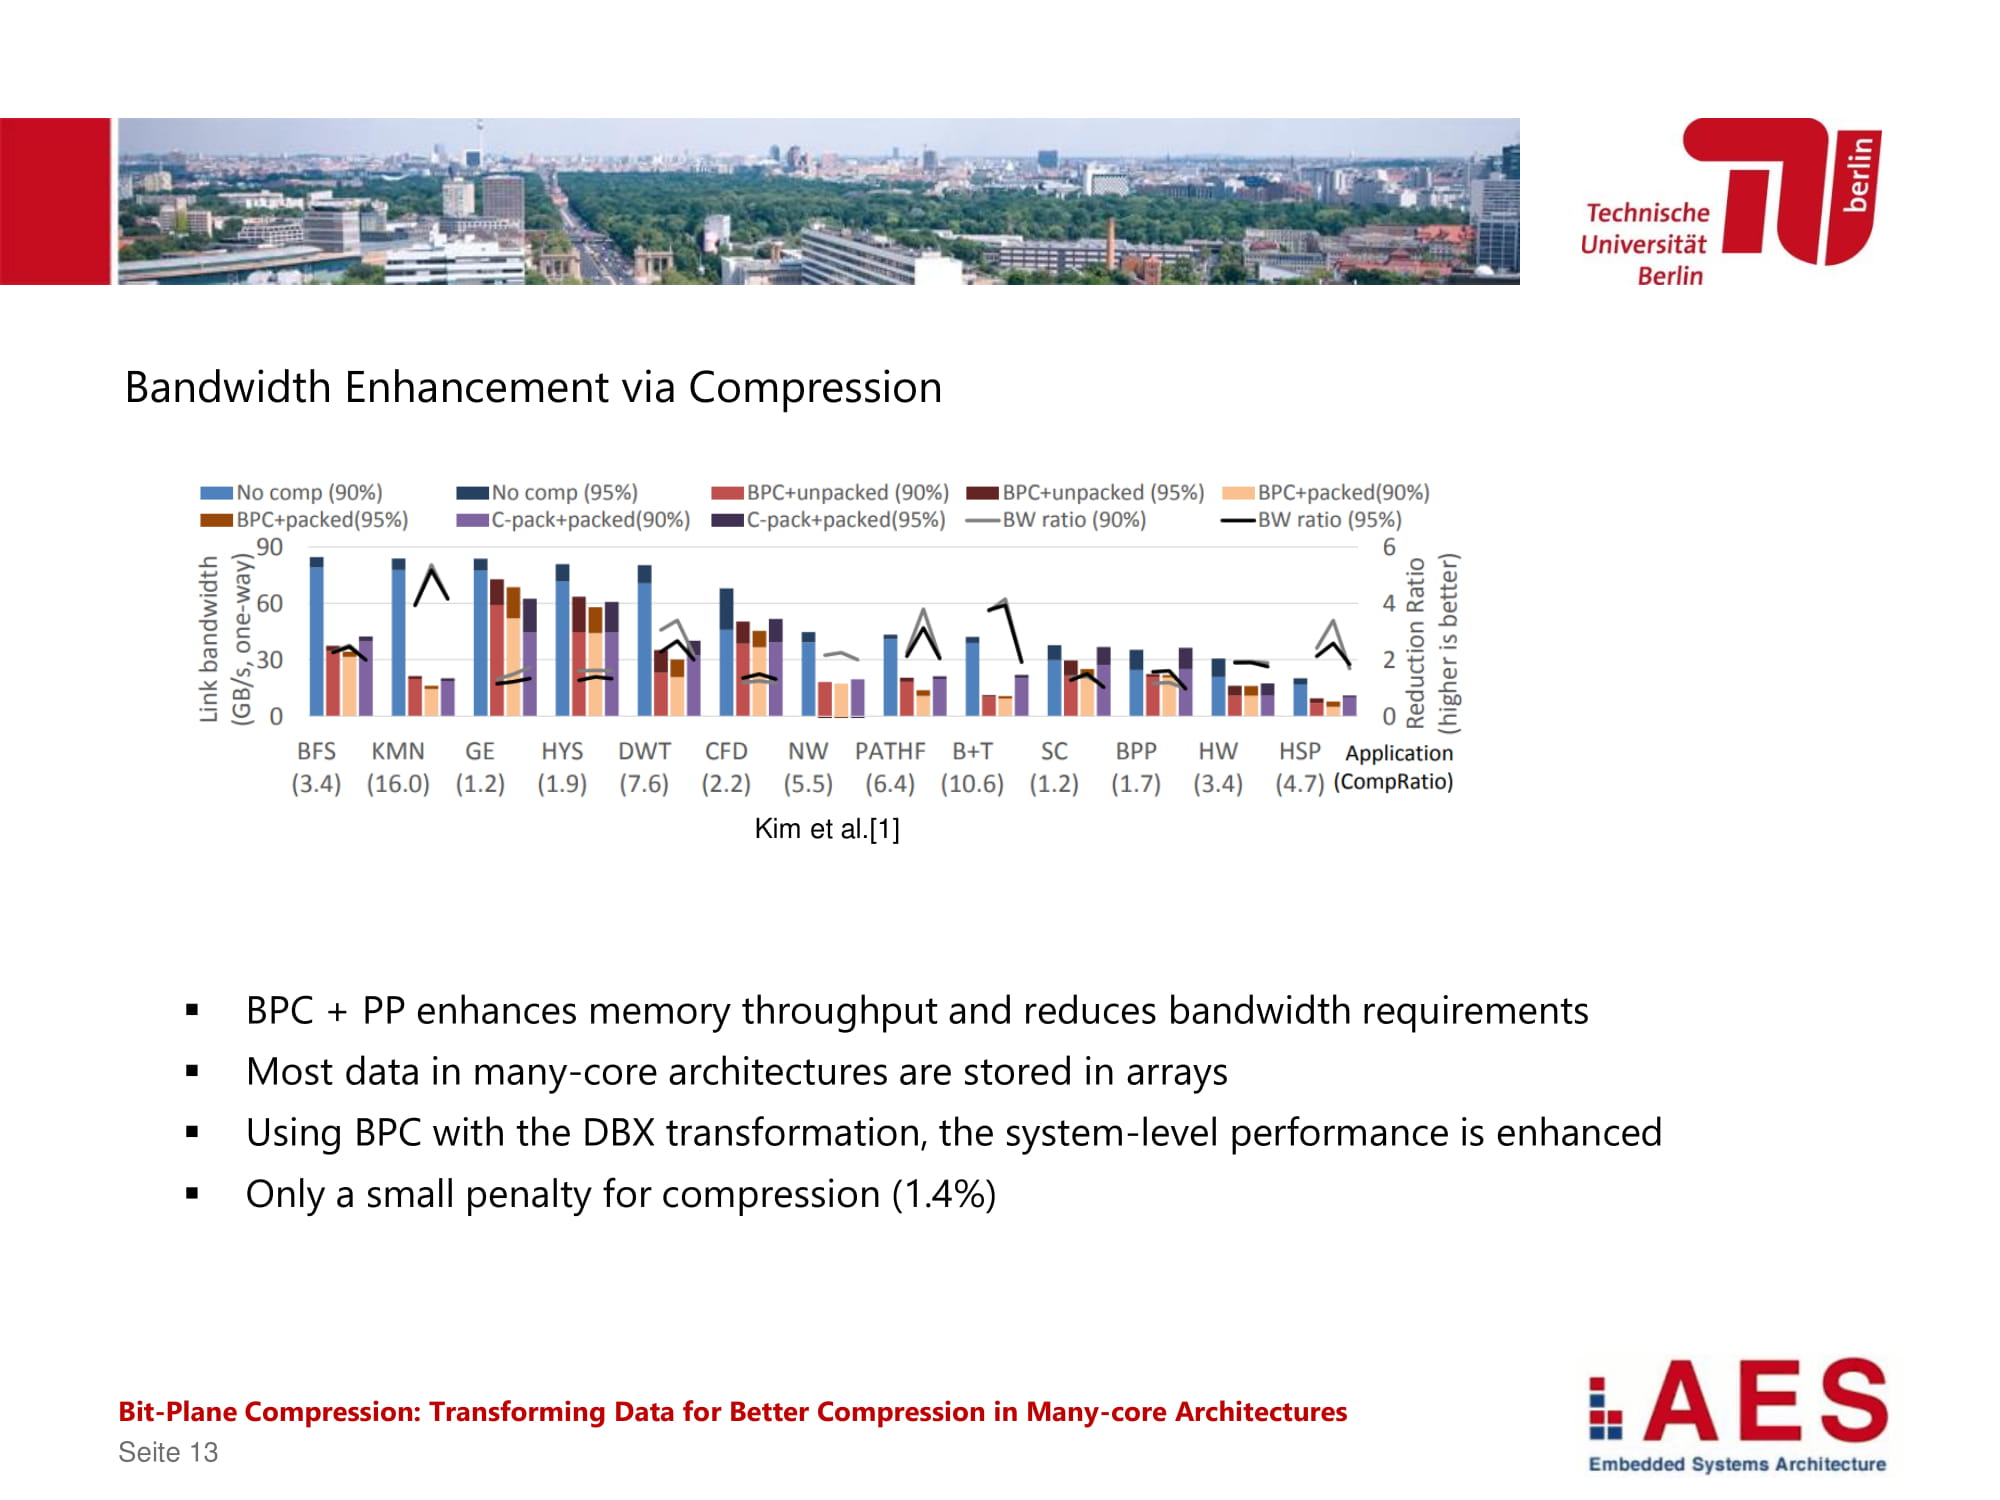 Technische
Universität
Berlin
berlin
Bandwidth Enhancement via Compression
No comp (90%) No comp (95%) BPC+unpacked (90%) BPC+unpacked (95%) BPC+packed(90%)
BPC+packed(95%) C-pack+packed(90%) C-pack+packed(95%) BW ratio (90%) BW ratio (95%)
Link bandwidth
(GB/s, one-way)
90
60
30
0
6
4
2
0
Reduction Ratio
(higher is better)
BFS KMN GE HYS DWT CFD NW PATHF B+T SC BPP HW HSP Application
(3.4) (16.0) (1.2) (1.9) (7.6) (2.2) (5.5) (6.4) (10.6) (1.2) (1.7) (3.4) (4.7) (CompRatio)
Kim et al.[1]
▪ BPC + PP enhances memory throughput and reduces bandwidth requirements
▪ Most data in many-core architectures are stored in arrays
▪ Using BPC with the DBX transformation, the system-level performance is enhanced
▪ Only a small penalty for compression (1.4%)
Bit-Plane Compression: Transforming Data for Better Compression in Many-core Architectures
Seite 13
AES
Embedded Systems Architecture